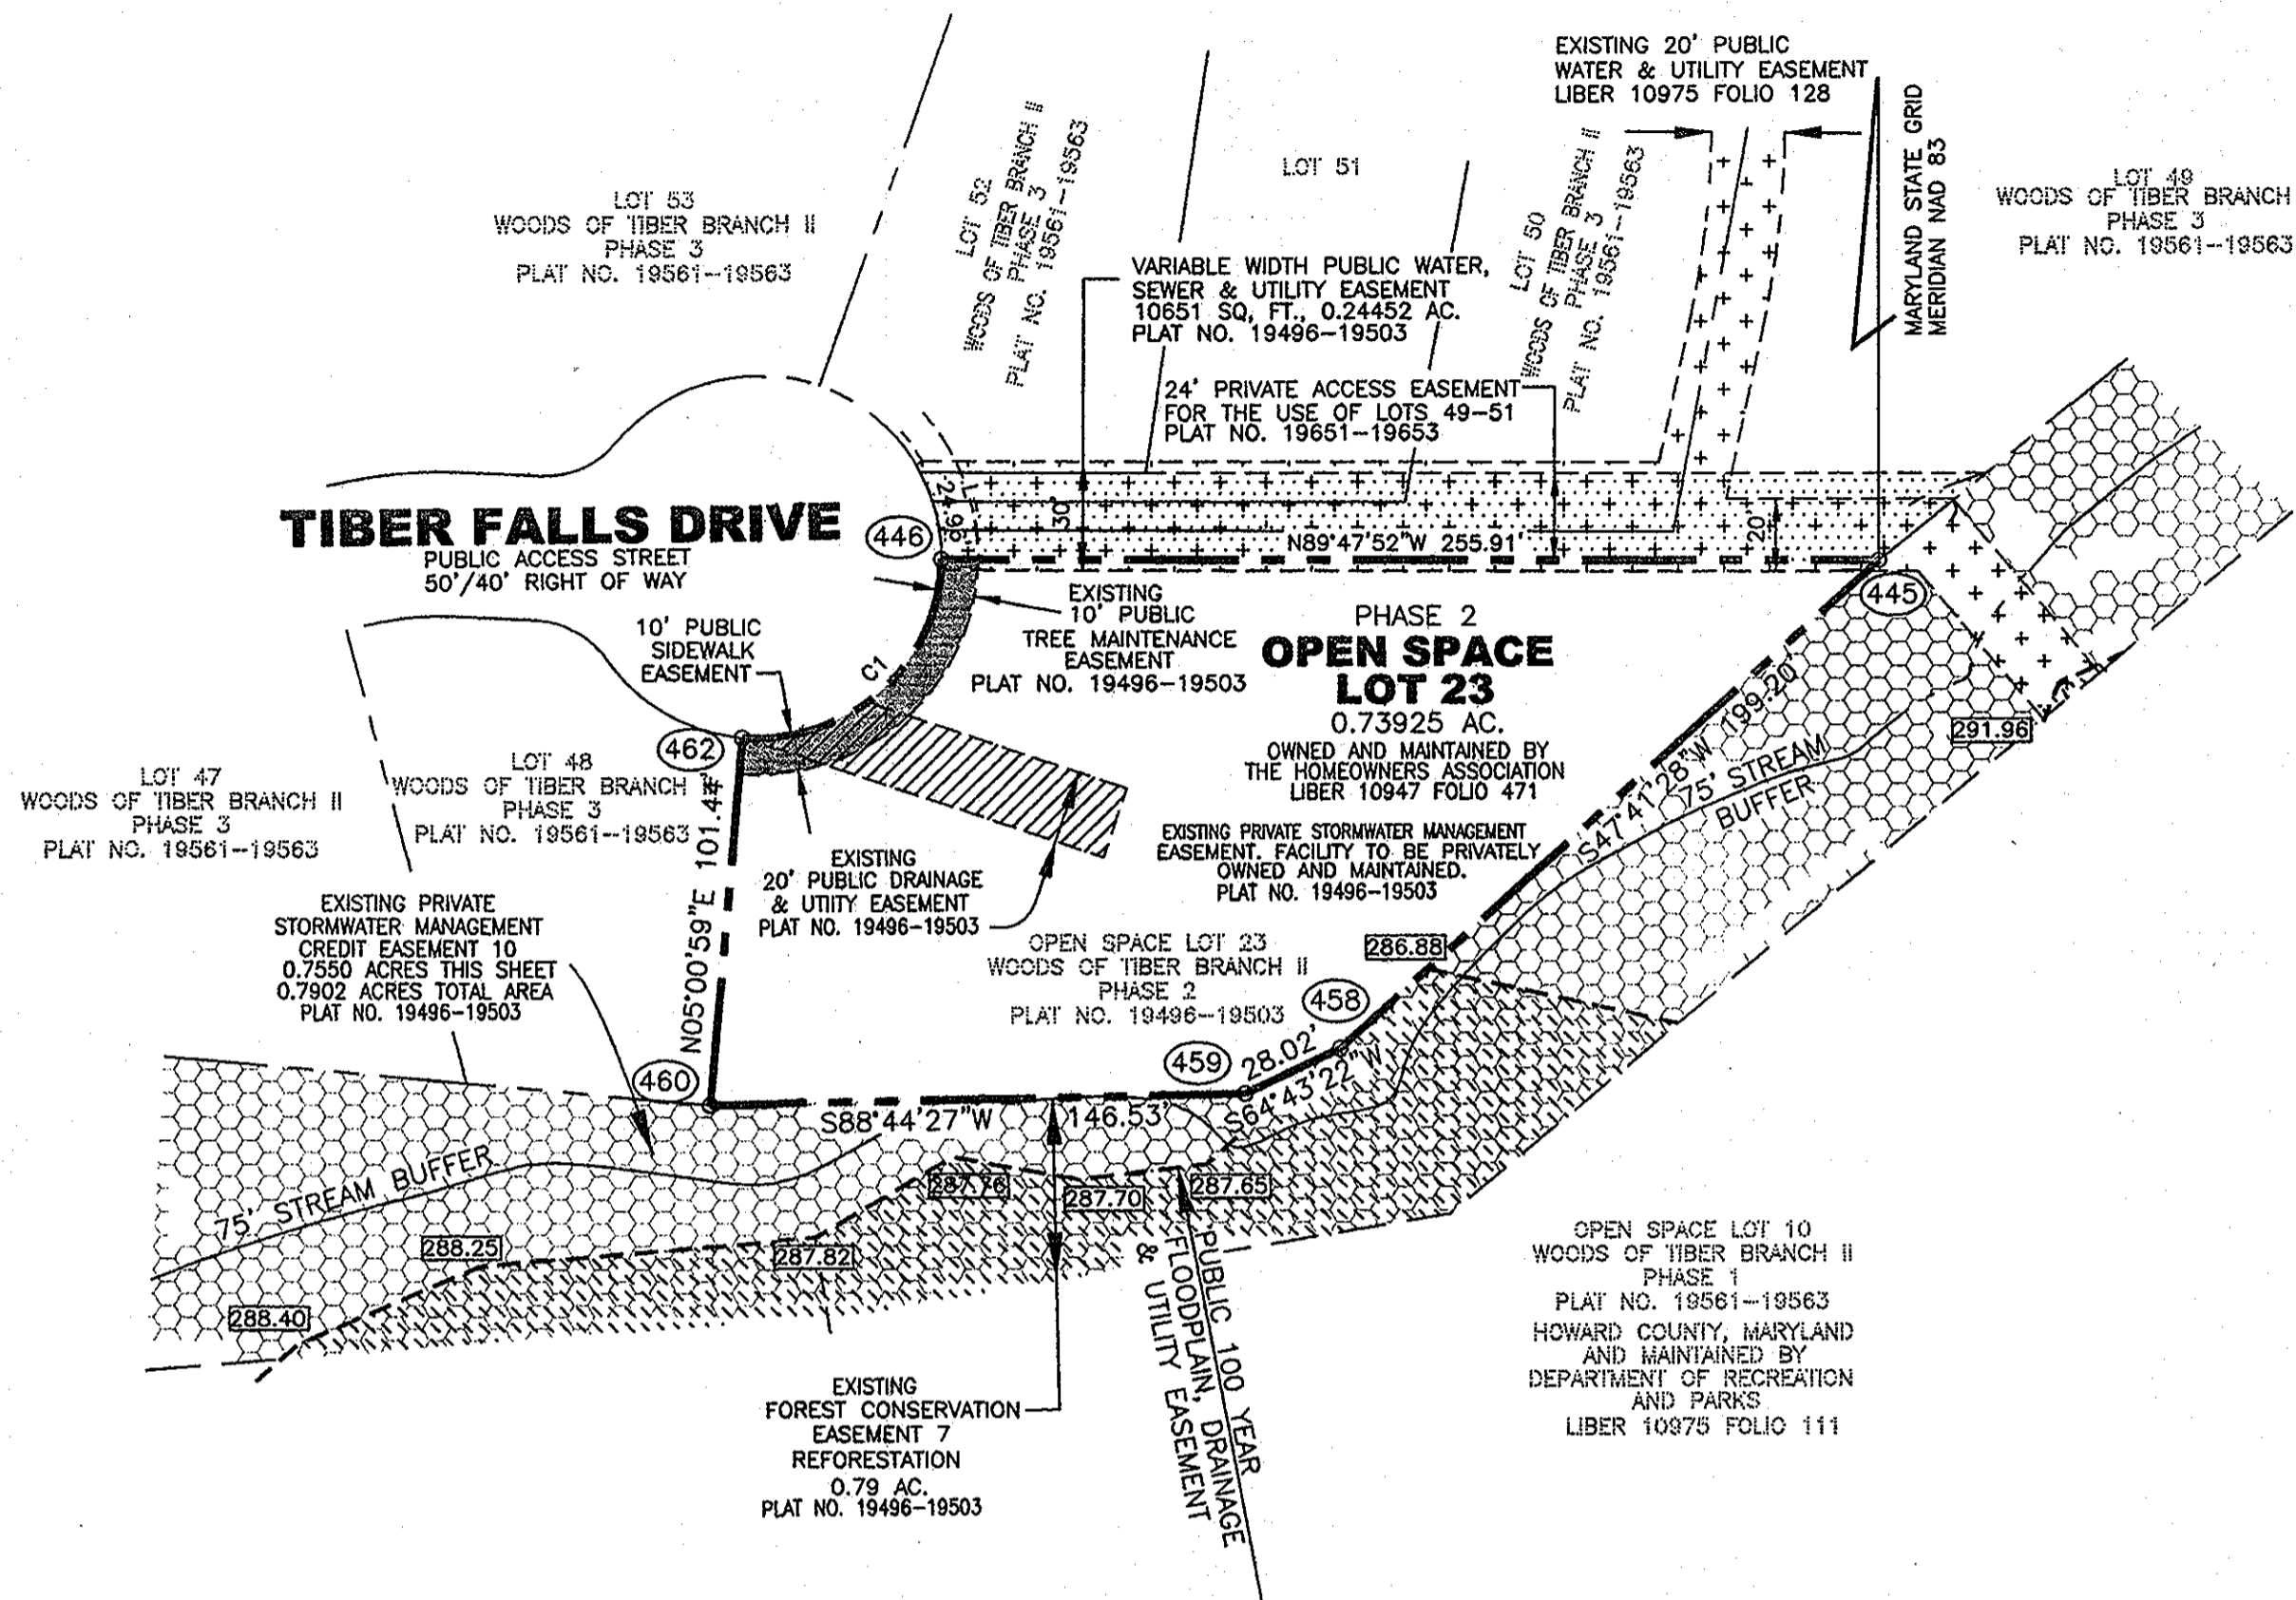 EXISTING 20' PUBLIC
WATER & UTILITY EASEMENT
LIBER 10975 FOLIO 128
MARYLAND STATE GRID
MERIDIAN NAD 83
LOT 53
WOODS OF TIBER BRANCH II
PHASE 3
PLAT NO. 19561-19563
LOT 52
WOODS OF TIBER BRANCH II
PHASE 3
PLAT NO. 19561-19563
LOT 51
LOT 50
WOODS OF TIBER BRANCH II
PHASE 3
PLAT NO. 19561-19563
LOT 49
WOODS OF TIBER BRANCH
PHASE 3
PLAT NO. 19561-19563
VARIABLE WIDTH PUBLIC WATER,
SEWER & UTILITY EASEMENT
10651 SQ. FT., 0.24452 AC.
PLAT NO. 19496-19503
24' PRIVATE ACCESS EASEMENT
FOR THE USE OF LOTS 49-51
PLAT NO. 19651-19653
TIBER FALLS DRIVE
PUBLIC ACCESS STREET
50'/40' RIGHT OF WAY
446
24.96'
30'
N89°47'52"W 255.91'
20'
445
10' PUBLIC
SIDEWALK
EASEMENT
C1
EXISTING
10' PUBLIC
TREE MAINTENANCE
EASEMENT
PLAT NO. 19496-19503
PHASE 2
OPEN SPACE
LOT 23
0.73925 AC.
OWNED AND MAINTAINED BY
THE HOMEOWNERS ASSOCIATION
LIBER 10947 FOLIO 471
EXISTING PRIVATE STORMWATER MANAGEMENT
EASEMENT. FACILITY TO BE PRIVATELY
OWNED AND MAINTAINED.
PLAT NO. 19496-19503
S47°41'28"W 199.20'
75' STREAM
BUFFER
291.96
462
LOT 47
WOODS OF TIBER BRANCH II
PHASE 3
PLAT NO. 19561-19563
LOT 48
WOODS OF TIBER BRANCH II
PHASE 3
PLAT NO. 19561-19563
N05°00'59"E 101.44'
EXISTING
20' PUBLIC DRAINAGE
& UTIITY EASEMENT
PLAT NO. 19496-19503
EXISTING PRIVATE
STORMWATER MANAGEMENT
CREDIT EASEMENT 10
0.7550 ACRES THIS SHEET
0.7902 ACRES TOTAL AREA
PLAT NO. 19496-19503
OPEN SPACE LOT 23
WOODS OF TIBER BRANCH II
PHASE 2
PLAT NO. 19496-19503
286.88
458
459
28.02'
S64°43'22"W
460
S88°44'27"W 146.53'
75' STREAM BUFFER
287.76
287.70
287.65
288.25
287.82
288.40
PUBLIC 100 YEAR
FLOODPLAIN, DRAINAGE
& UTILITY EASEMENT
EXISTING
FOREST CONSERVATION
EASEMENT 7
REFORESTATION
0.79 AC.
PLAT NO. 19496-19503
OPEN SPACE LOT 10
WOODS OF TIBER BRANCH II
PHASE 1
PLAT NO. 19561-19563
HOWARD COUNTY, MARYLAND
AND MAINTAINED BY
DEPARTMENT OF RECREATION
AND PARKS
LIBER 10975 FOLIO 111